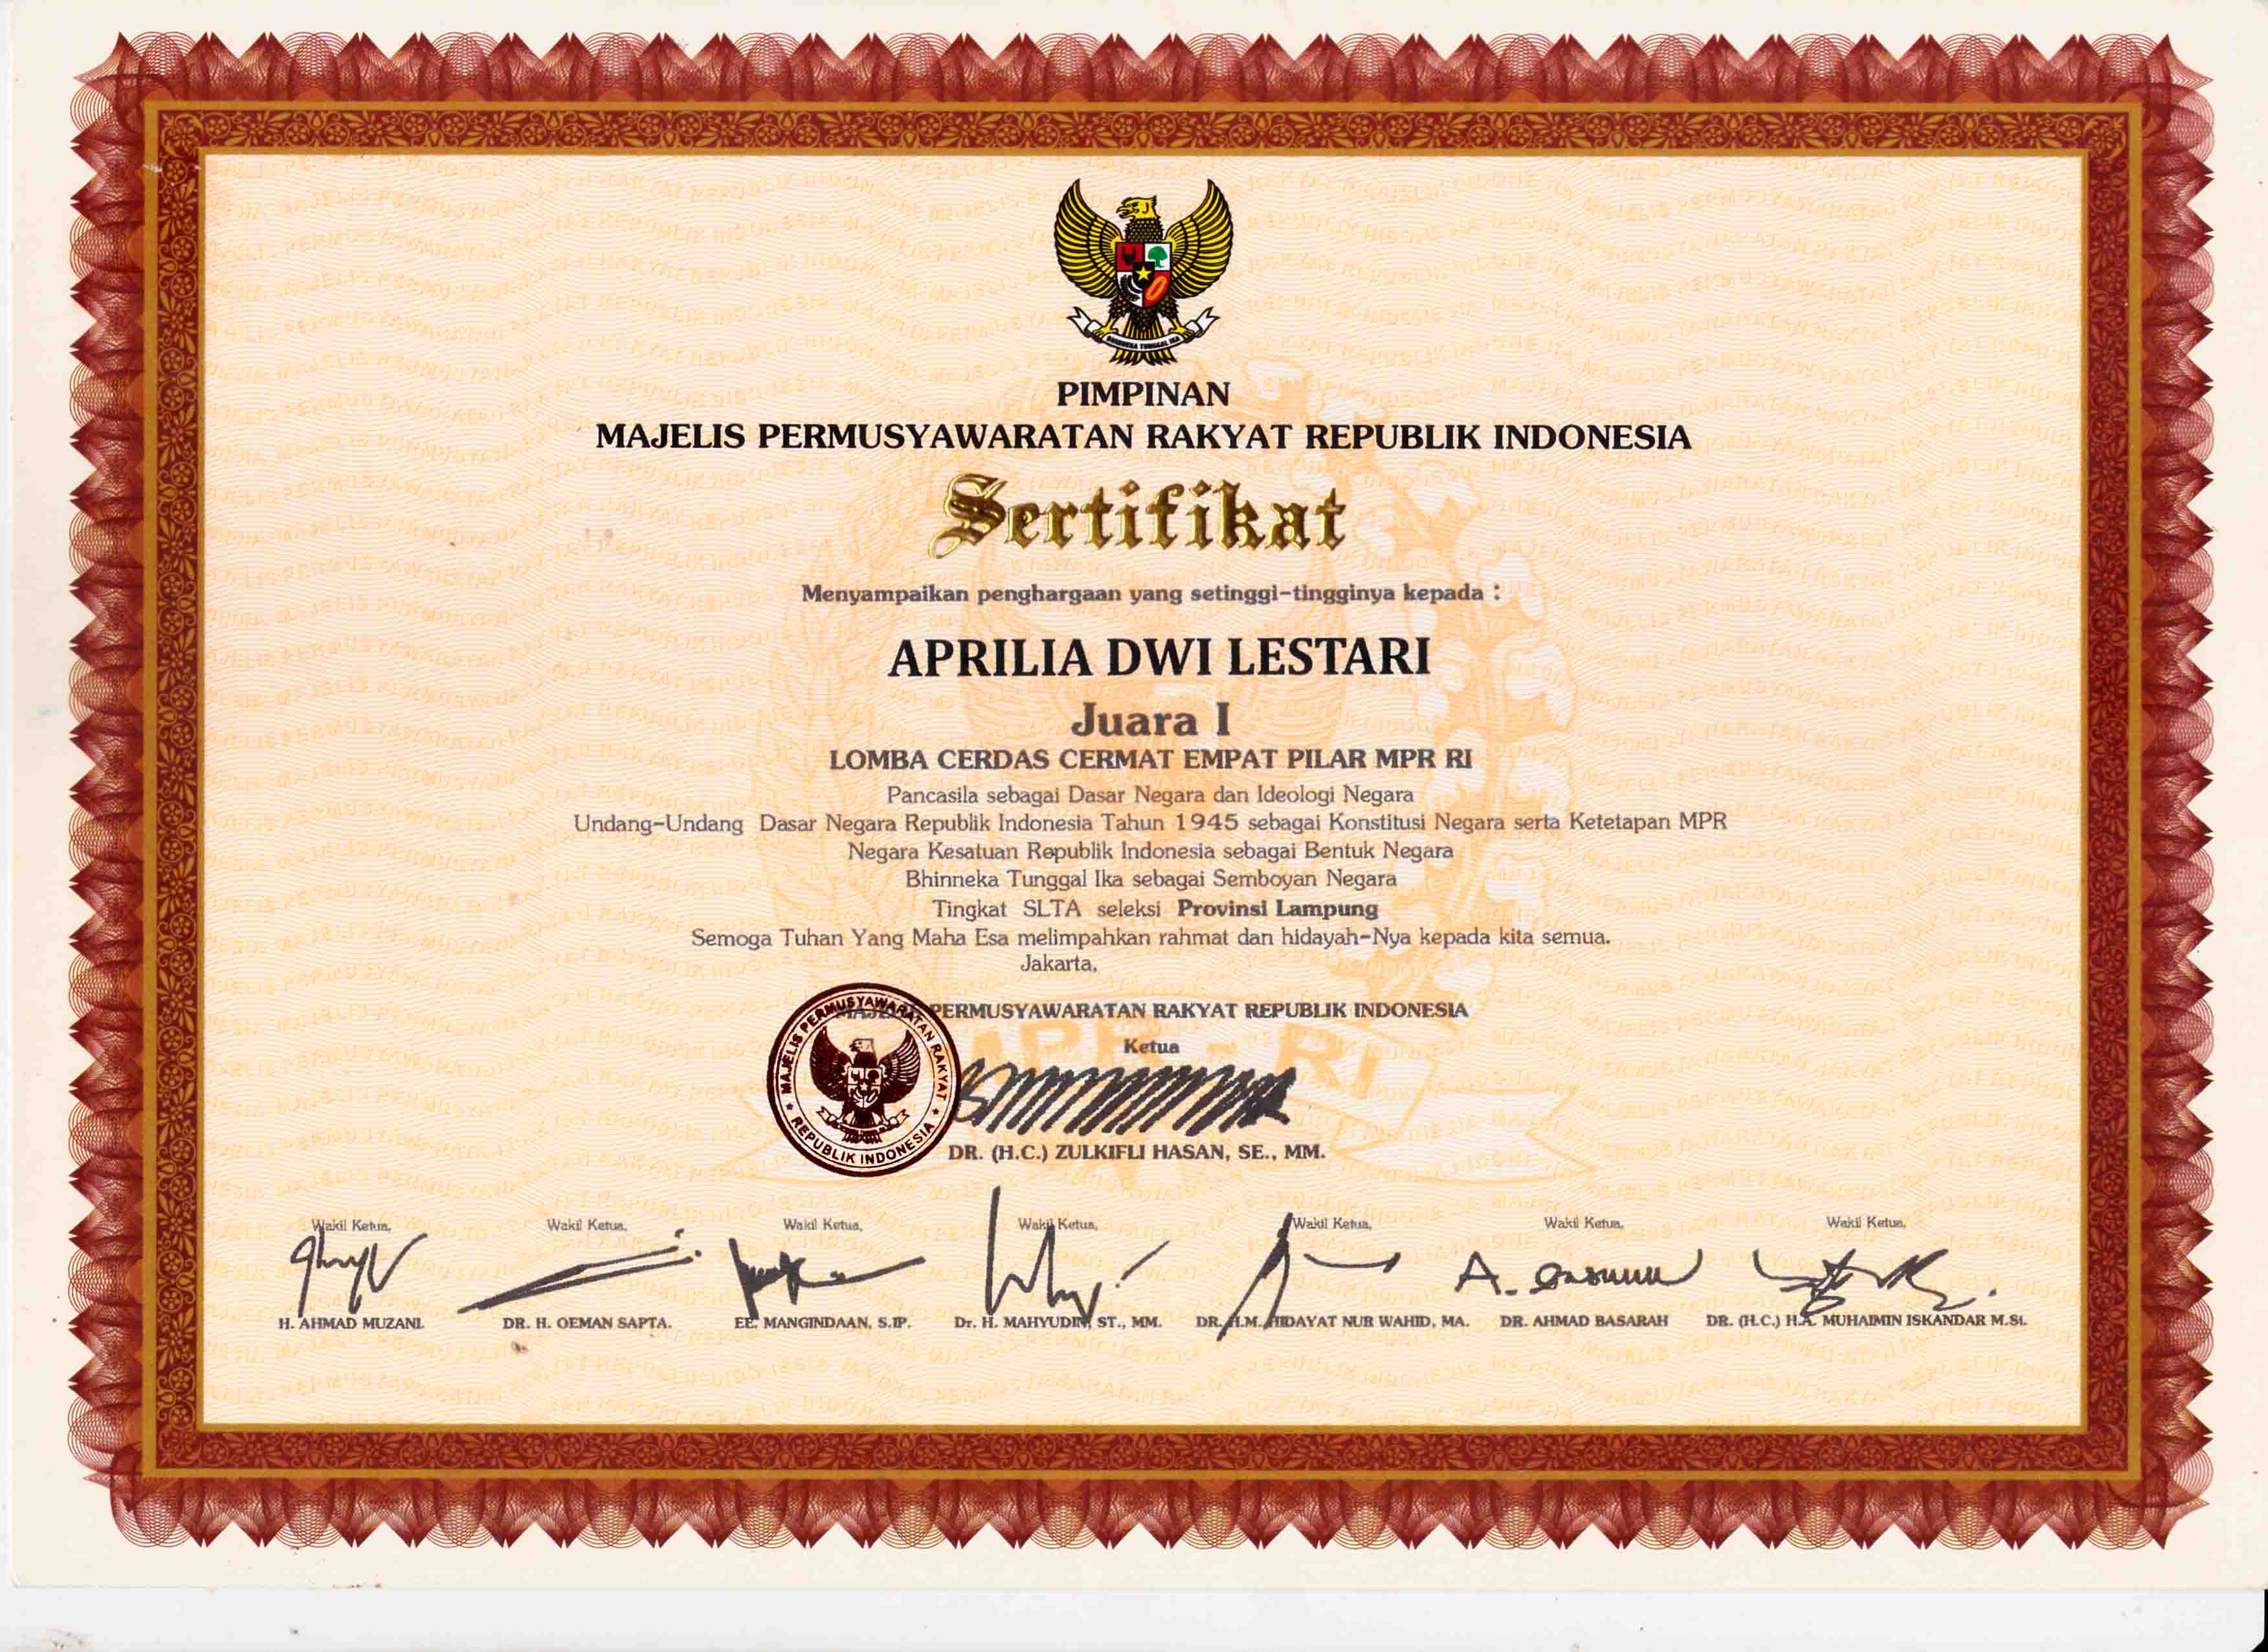 BHINNEKA TUNGGAL IKA
PIMPINAN
MAJELIS PERMUSYAWARATAN RAKYAT REPUBLIK INDONESIA
Sertifikat
Menyampaikan penghargaan yang setinggi-tingginya kepada :
APRILIA DWI LESTARI
Juara I
LOMBA CERDAS CERMAT EMPAT PILAR MPR RI
Pancasila sebagai Dasar Negara dan Ideologi Negara
Undang-Undang Dasar Negara Republik Indonesia Tahun 1945 sebagai Konstitusi Negara serta Ketetapan MPR
Negara Kesatuan Republik Indonesia sebagai Bentuk Negara
Bhinneka Tunggal Ika sebagai Semboyan Negara
Tingkat SLTA seleksi Provinsi Lampung
Semoga Tuhan Yang Maha Esa melimpahkan rahmat dan hidayah-Nya kepada kita semua.
Jakarta,
MAJELIS PERMUSYAWARATAN RAKYAT REPUBLIK INDONESIA
Ketua
MAJELIS PERMUSYAWARATAN RAKYAT
REPUBLIK INDONESIA
MPR - RI
DR. (H.C.) ZULKIFLI HASAN, SE., MM.
Wakil Ketua, Wakil Ketua, Wakil Ketua, Wakil Ketua, Wakil Ketua, Wakil Ketua, Wakil Ketua,
H. AHMAD MUZANI. DR. H. OEMAN SAPTA. EE. MANGINDAAN, S.IP. Dr. H. MAHYUDIN, ST., MM. DR. H.M. HIDAYAT NUR WAHID, MA. DR. AHMAD BASARAH DR. (H.C.) H.A. MUHAIMIN ISKANDAR M.Si.